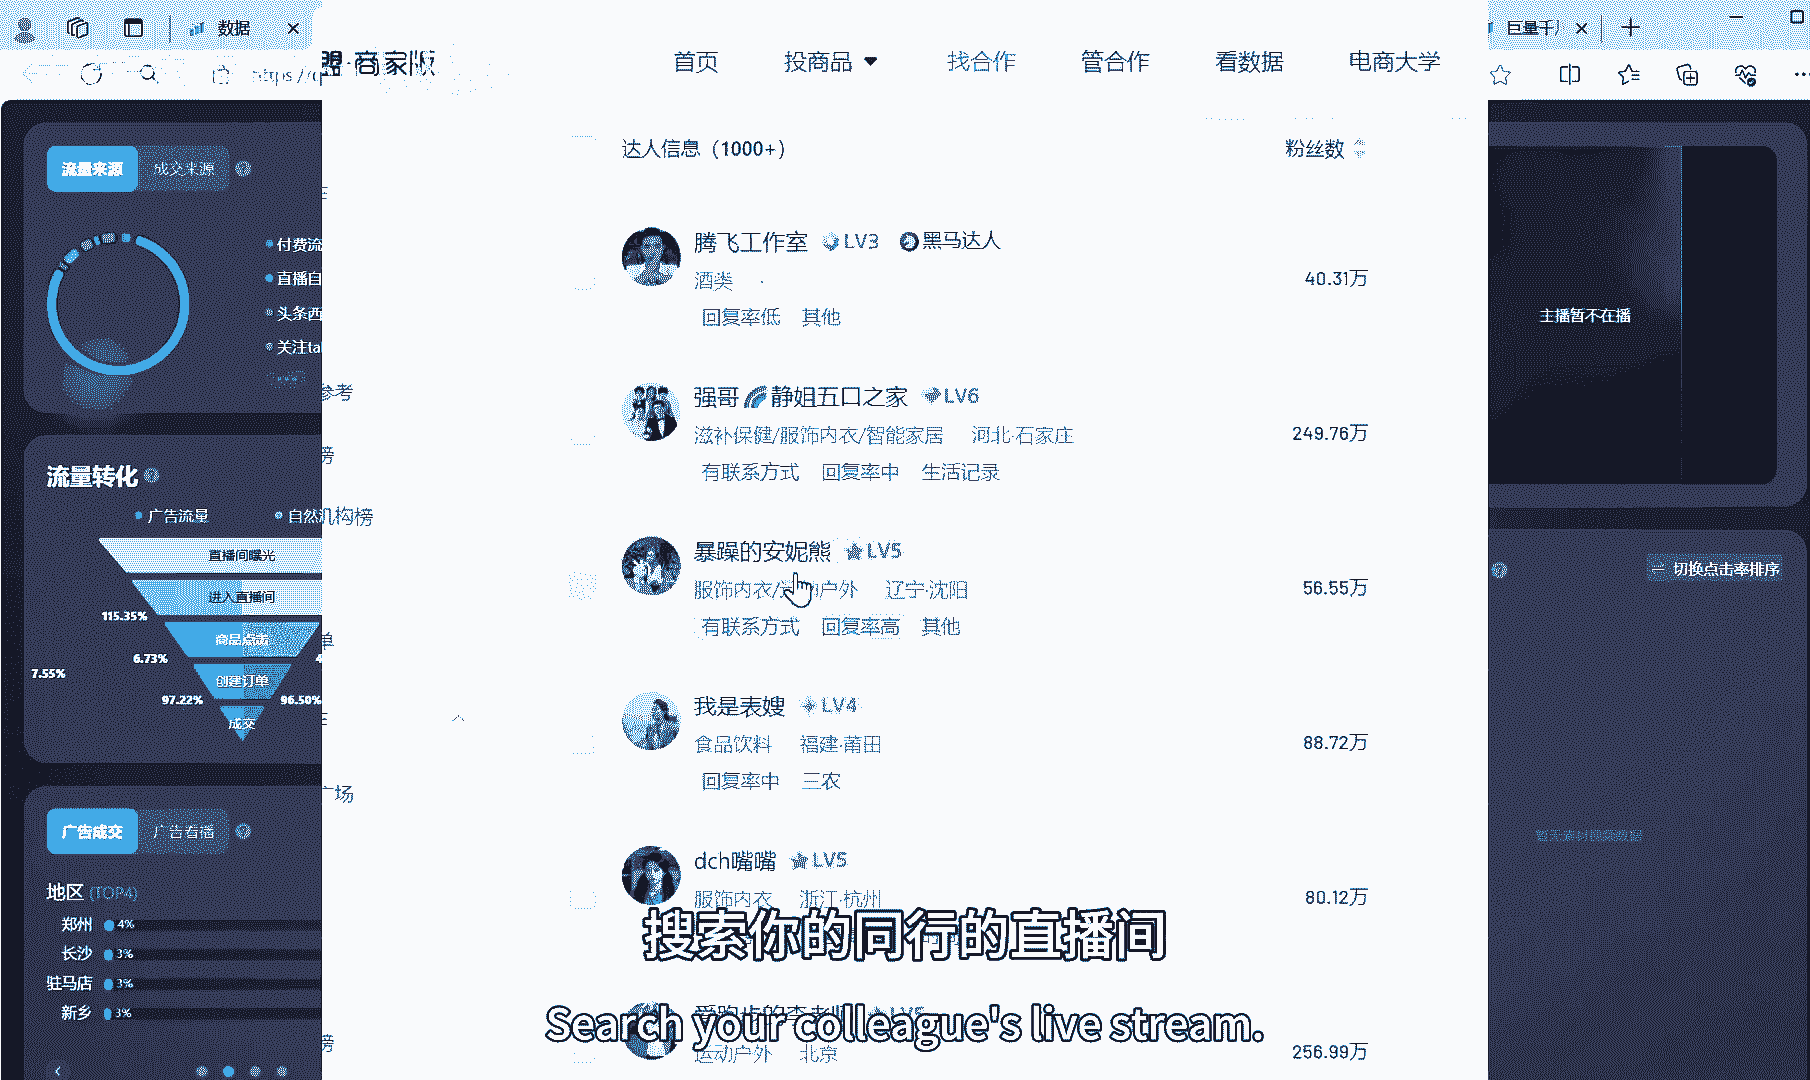 数据
https://q
巨量千川
盟·商家版
首页
投商品
找合作
管合作
看数据
电商大学
流量来源
成交来源
付费流
直播自
头条西
关注ta
参考
榜
机构榜
单
广场
榜
流量转化
广告流量
自然
直播间曝光
进入直播间
115.35%
商品点击
6.73%
7.55%
创建订单
97.22%
96.50%
成交
广告成交
广告看播
地区 (TOP4)
郑州 4%
长沙 3%
驻马店 3%
新乡 3%
达人信息（1000+）
粉丝数
腾飞工作室 LV3 黑马达人
酒类
40.31万
回复率低 其他
强哥🌈静姐五口之家 LV6
滋补保健/服饰内衣/智能家居 河北·石家庄
249.76万
有联系方式 回复率中 生活记录
暴躁的安妮熊 LV5
服饰内衣/ 户外 辽宁·沈阳
56.55万
有联系方式 回复率高 其他
我是表嫂 LV4
食品饮料 福建·莆田
88.72万
回复率中 三农
dch嘴嘴 LV5
服饰内衣 浙江·杭州
80.12万
搜索你的同行的直播间
Search your colleague's live stream.
运动户外 北京
256.99万
主播暂不在播
切换点击率排序